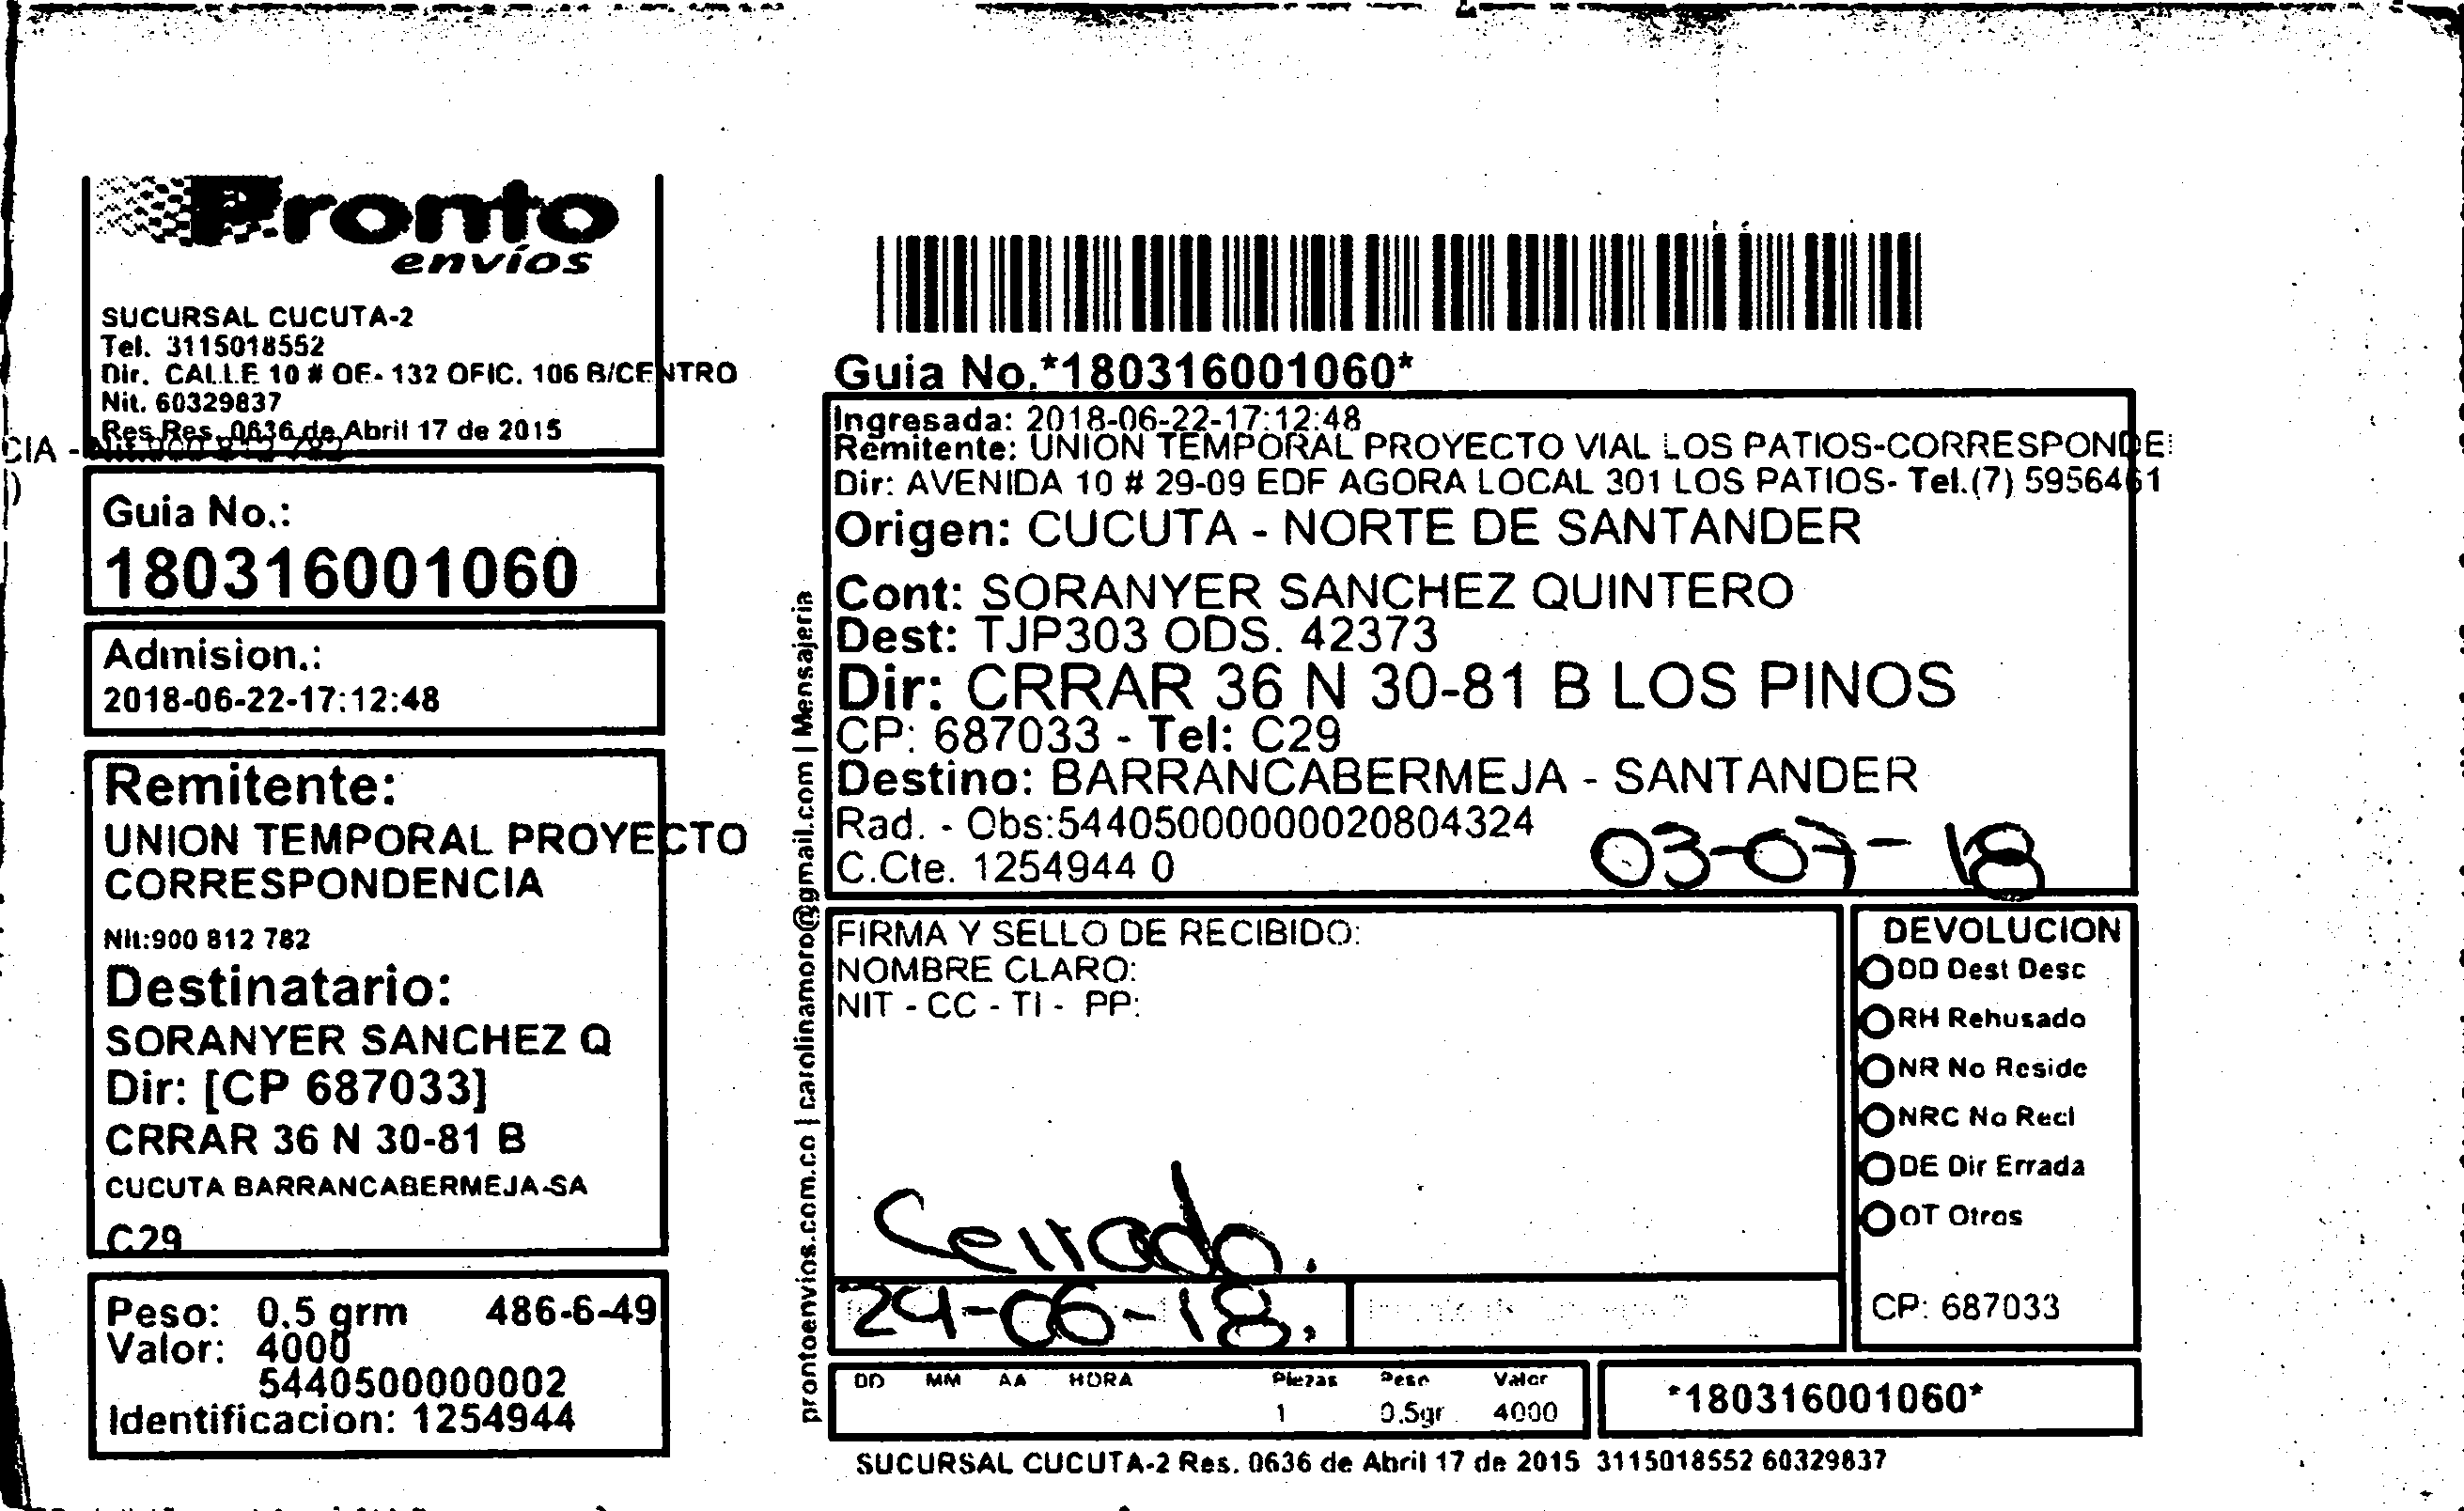 Pronto
envíos
SUCURSAL CUCUTA-2
Tel. 3115018552
Dir. CALLE 10 # OE- 132 OFIC. 106 B/CENTRO
Nit. 60329837
Res Res. 0636 de Abril 17 de 2015
CIA - Nit.900 812 782
Guia No.:
180316001060
Admision.:
2018-06-22-17:12:48
Remitente:
UNION TEMPORAL PROYECTO
CORRESPONDENCIA
Nit:900 812 782
Destinatario:
SORANYER SANCHEZ Q
Dir: [CP 687033]
CRRAR 36 N 30-81 B
CUCUTA BARRANCABERMEJA-SA
C29
Peso: 0.5 grm 486-6-49
Valor: 4000
5440500000002
Identificacion: 1254944
prontoenvios.com.co | carolinamoro@gmail.com | Mensajeria
Guia No.*180316001060*
Ingresada: 2018-06-22-17:12:48
Remitente: UNION TEMPORAL PROYECTO VIAL LOS PATIOS-CORRESPONDE
Dir: AVENIDA 10 # 29-09 EDF AGORA LOCAL 301 LOS PATIOS- Tel.(7) 5956461
Origen: CUCUTA - NORTE DE SANTANDER
Cont: SORANYER SANCHEZ QUINTERO
Dest: TJP303 ODS. 42373
Dir: CRRAR 36 N 30-81 B LOS PINOS
CP: 687033 - Tel: C29
Destino: BARRANCABERMEJA - SANTANDER
Rad. - Obs:544050000000020804324
C.Cte. 1254944 0
03-07-18
FIRMA Y SELLO DE RECIBIDO:
NOMBRE CLARO:
NIT - CC - TI - PP:
Cerrado.
24-06-18.
DEVOLUCION
DD Dest Desc
RH Rehusado
NR No Reside
NRC No Recl
DE Dir Errada
OT Otros
CP: 687033
DD MM AA HORA Piezas Peso Valor
1 0.5gr 4000
*180316001060*
SUCURSAL CUCUTA-2 Res. 0636 de Abril 17 de 2015 3115018552 60329837